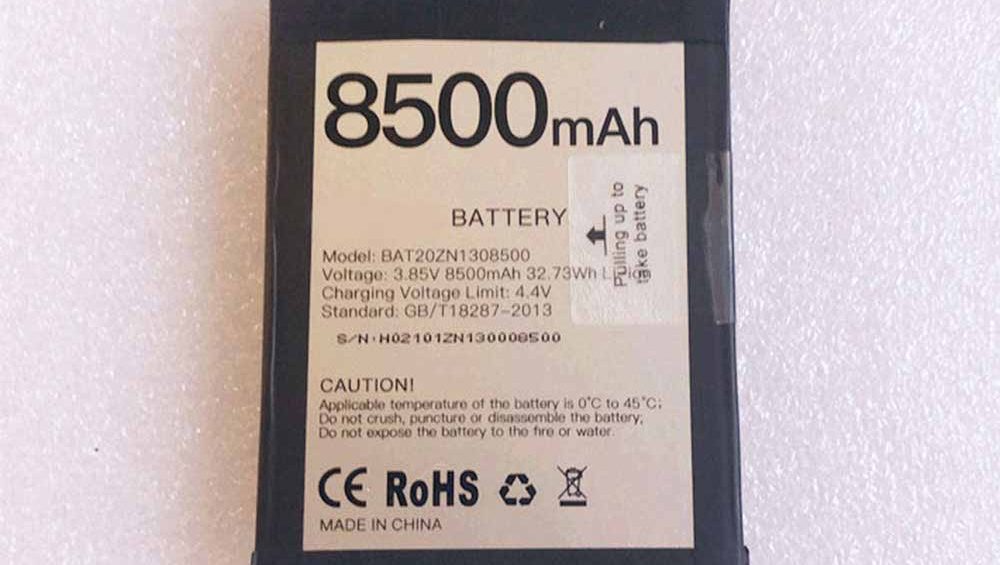 8500mAh
BATTERY
Model: BAT20ZN1308500
Voltage: 3.85V 8500mAh 32.73Wh
Charging Voltage Limit: 4.4V
Standard: GB/T18287-2013
S/N:H02101ZN130008500
CAUTION!
Applicable temperature of the battery is 0°C to 45°C;
Do not crush, puncture or disassemble the battery;
Do not expose the battery to the fire or water.
CE RoHS
MADE IN CHINA
Pulling up to
take battery